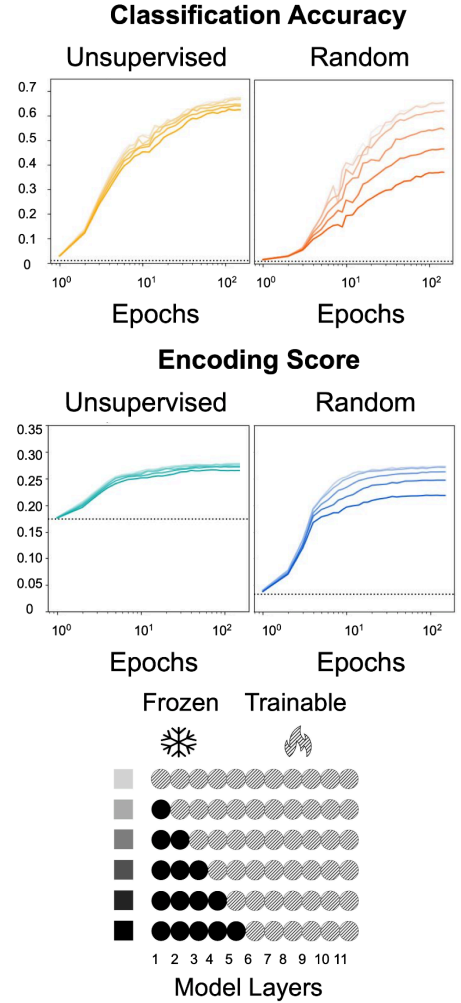 Classification Accuracy
Unsupervised Random
0.7
0.6
0.5
0.4
0.3
0.2
0.1
0
10⁰ 10¹ 10² 10⁰ 10¹ 10²
Epochs Epochs
Encoding Score
Unsupervised Random
0.35
0.30
0.25
0.20
0.15
0.10
0.05
0
10⁰ 10¹ 10² 10⁰ 10¹ 10²
Epochs Epochs
Frozen Trainable
1 2 3 4 5 6 7 8 9 10 11
Model Layers